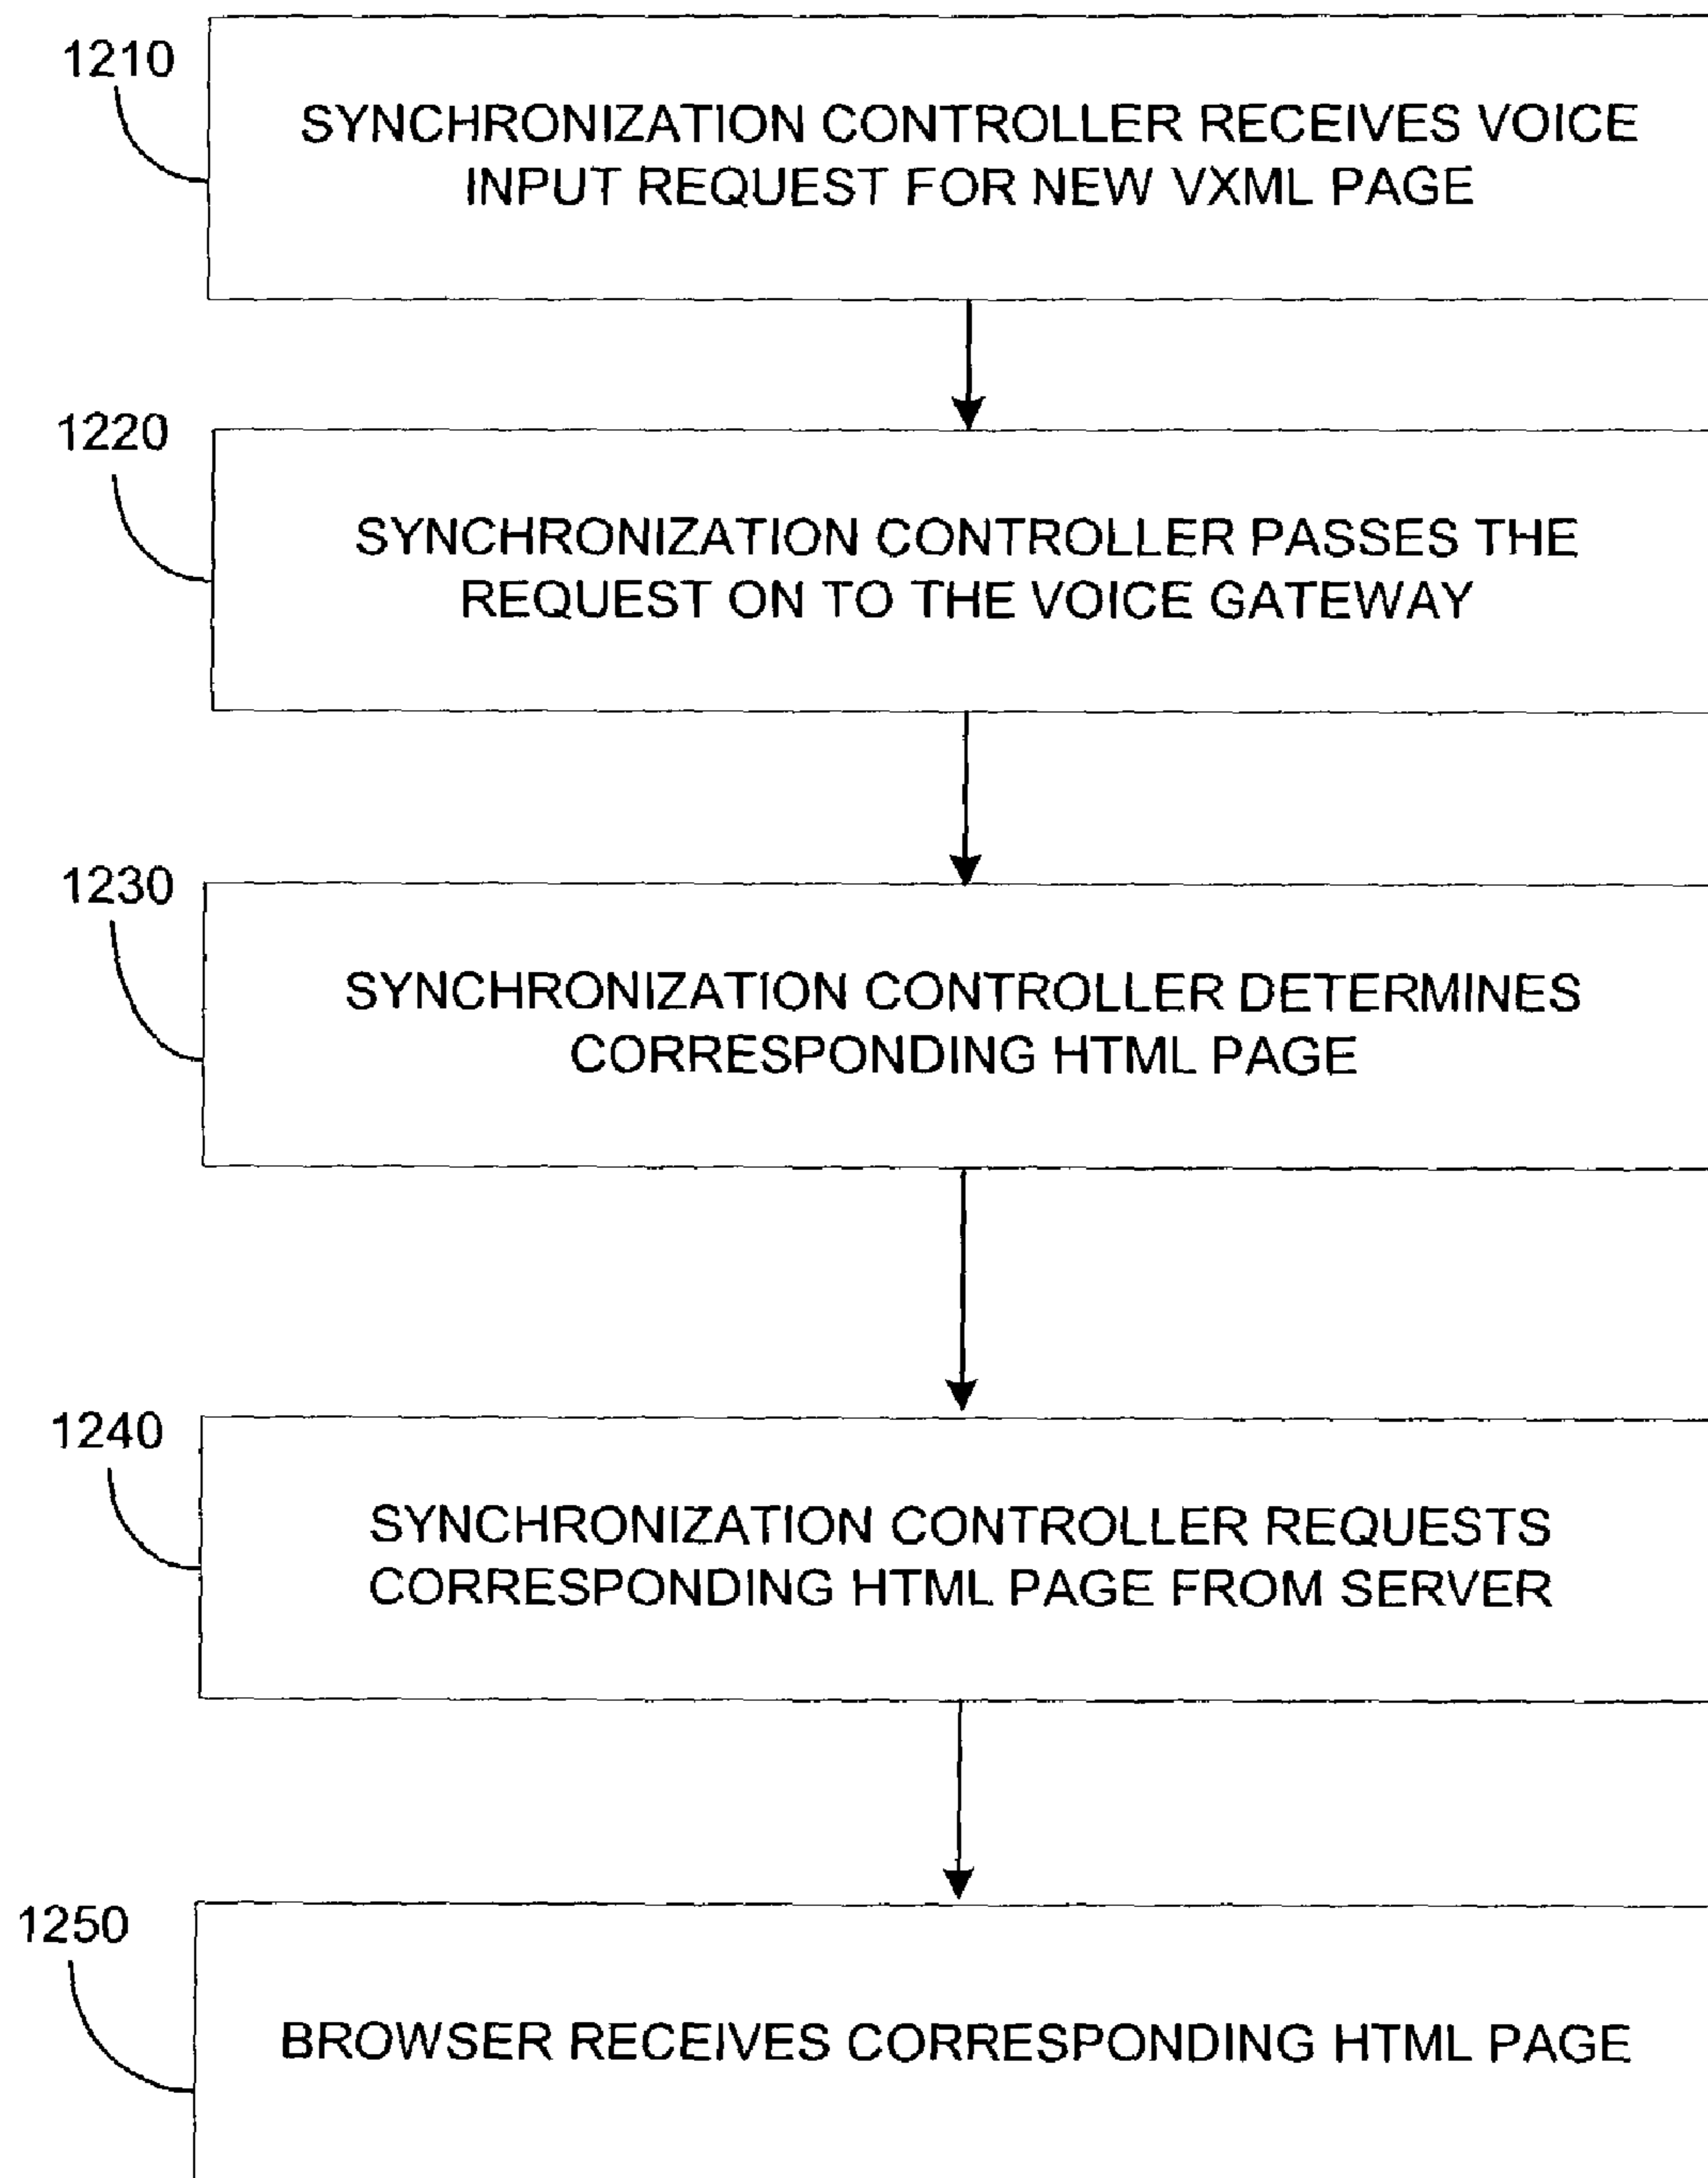 1210
SYNCHRONIZATION CONTROLLER RECEIVES VOICE
INPUT REQUEST FOR NEW VXML PAGE
1220
SYNCHRONIZATION CONTROLLER PASSES THE
REQUEST ON TO THE VOICE GATEWAY
1230
SYNCHRONIZATION CONTROLLER DETERMINES
CORRESPONDING HTML PAGE
1240
SYNCHRONIZATION CONTROLLER REQUESTS
CORRESPONDING HTML PAGE FROM SERVER
1250
BROWSER RECEIVES CORRESPONDING HTML PAGE